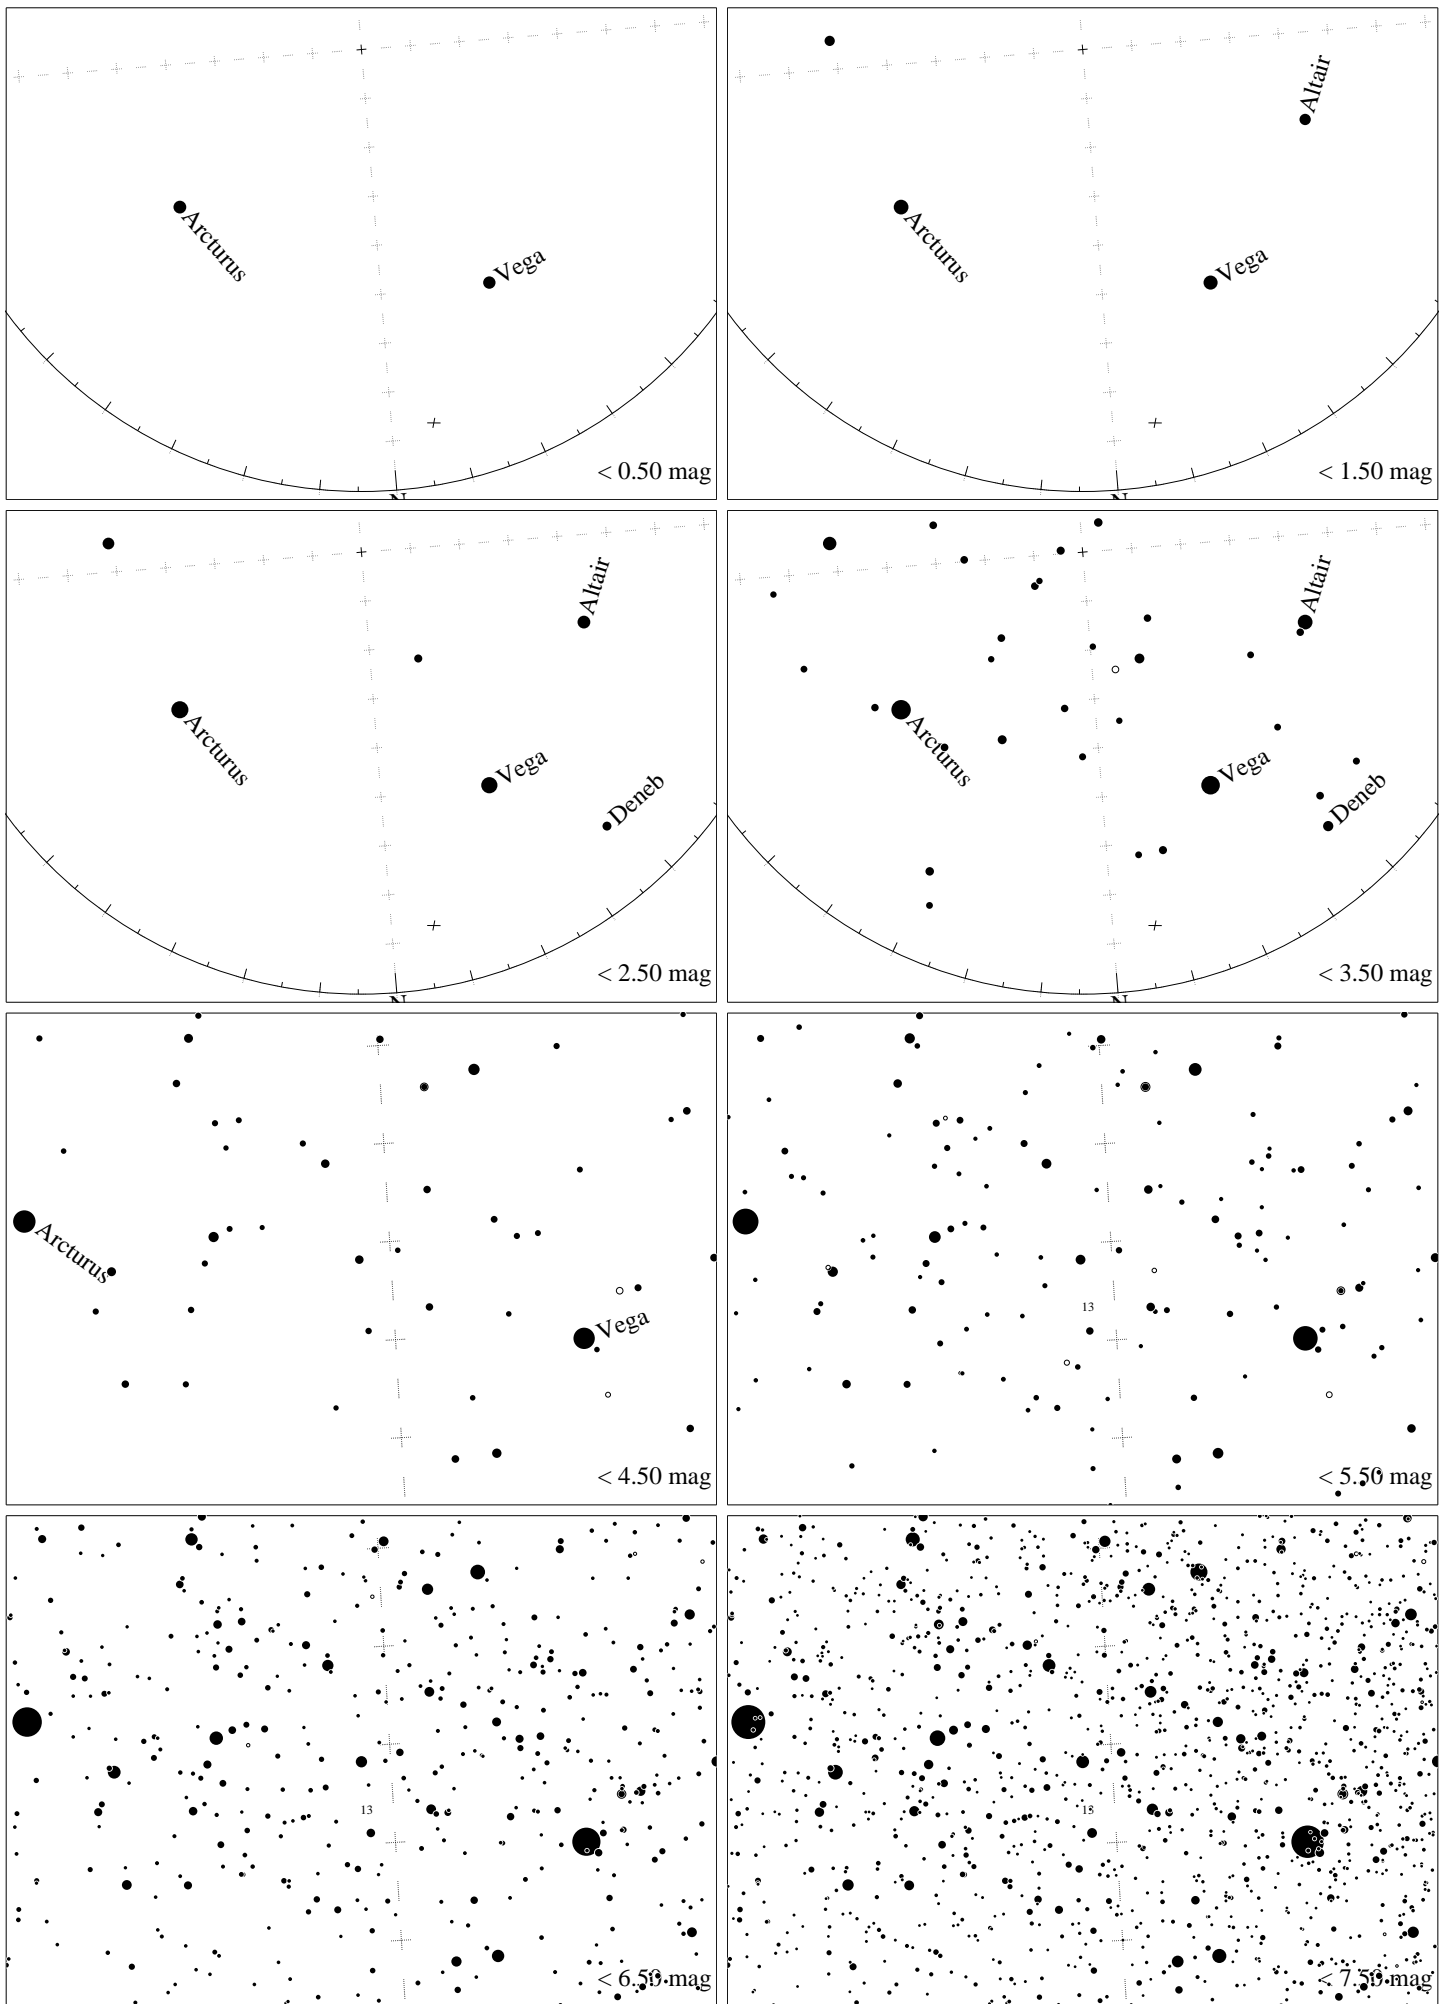 Arcturus
Vega
N
< 0.50 mag
Altair
Arcturus
Vega
N
< 1.50 mag
Altair
Arcturus
Vega
Deneb
N
< 2.50 mag
Altair
Arcturus
Vega
Deneb
N
< 3.50 mag
Arcturus
Vega
< 4.50 mag
13
< 5.50 mag
13
< 6.50 mag
13
< 7.50 mag